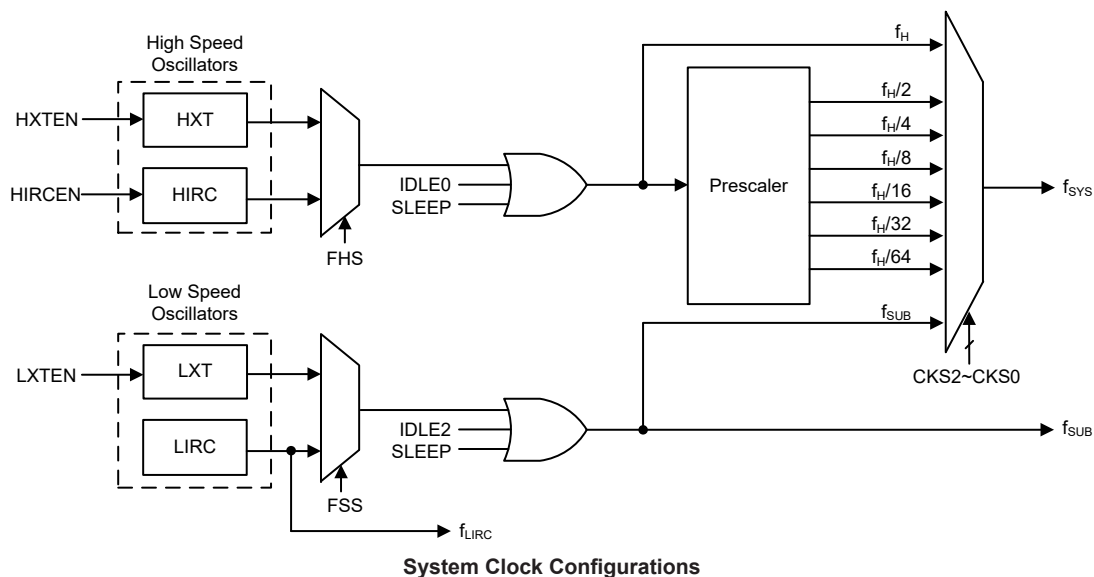 High Speed
Oscillators
HXTEN
HXT
HIRCEN
HIRC
FHS
IDLE0
SLEEP
Prescaler
fH
fH/2
fH/4
fH/8
fH/16
fH/32
fH/64
fSUB
CKS2~CKS0
fSYS
Low Speed
Oscillators
LXTEN
LXT
LIRC
FSS
IDLE2
SLEEP
fSUB
fLIRC
System Clock Configurations